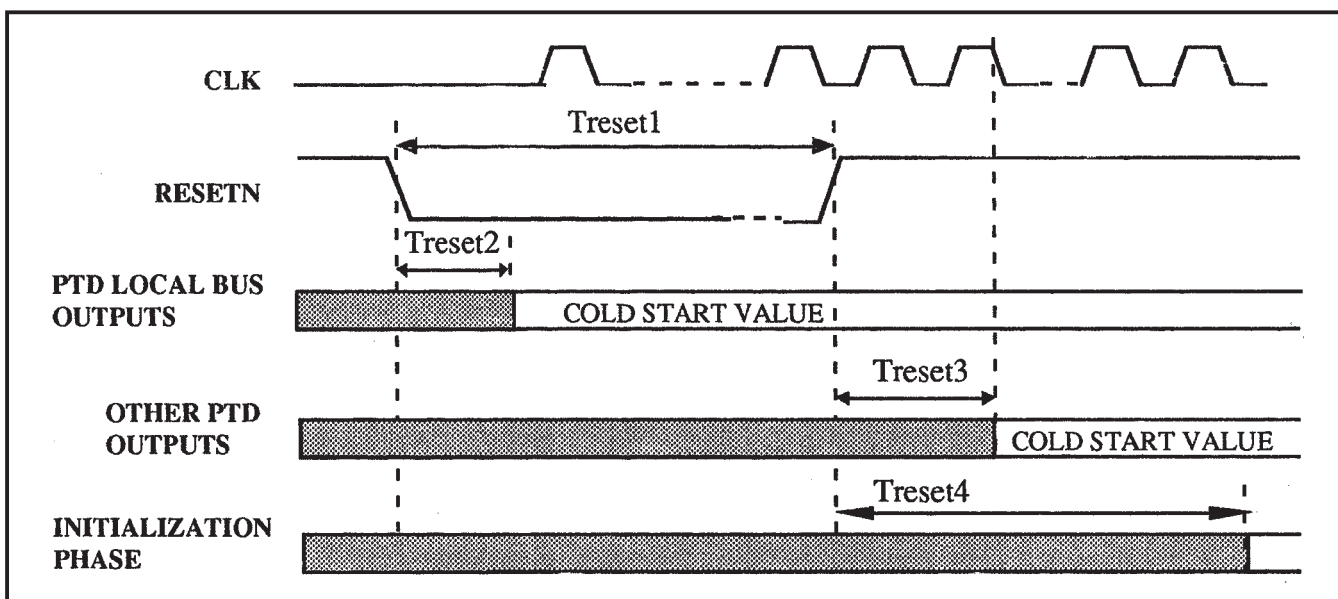 CLK
Treset1
RESETN
Treset2
PTD LOCAL BUS
OUTPUTS
COLD START VALUE
Treset3
OTHER PTD
OUTPUTS
COLD START VALUE
Treset4
INITIALIZATION
PHASE